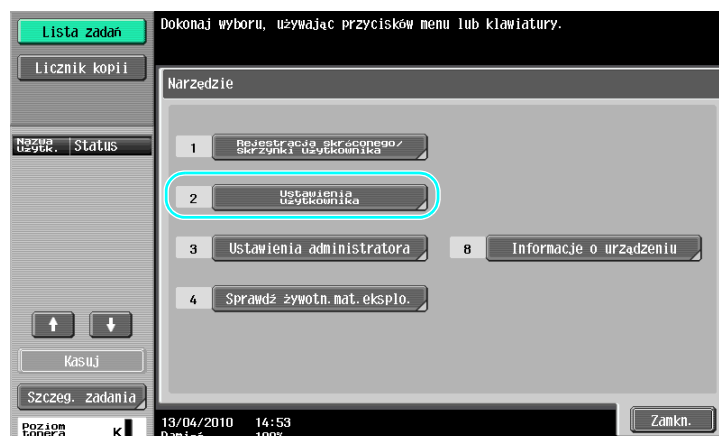 Lista zadań
Dokonaj wyboru, używając przycisków menu lub klawiatury.
Licznik kopii
Narzędzie
Nazwa
użytk.
Status
1
Rejestracja skróconego/
skrzynki użytkownika
2
Ustawienia
użytkownika
3
Ustawienia administratora
8
Informacje o urządzeniu
4
Sprawdź żywotn.mat.eksplo.
Kasuj
Szczeg. zadania
Poziom
tonera
K
13/04/2010 14:53
Pamięć 100%
Zamkn.